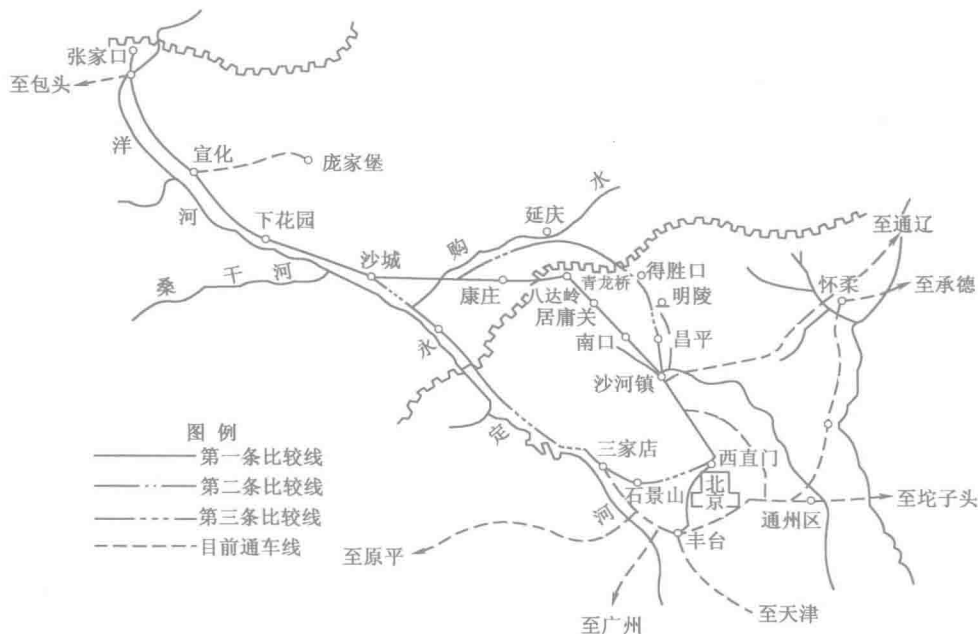 张家口
至包头
洋
河
宣化
庞家堡
下花园
桑干河
沙城
购
水
延庆
康庄
八达岭
青龙桥
得胜口
居庸关
明陵
南口
昌平
沙河镇
怀柔
至通辽
至承德
永
定
河
三家店
石景山
西直门
北京
丰台
通州区
至坨子头
至原平
至广州
至天津
图 例
第一条比较线
第二条比较线
第三条比较线
目前通车线